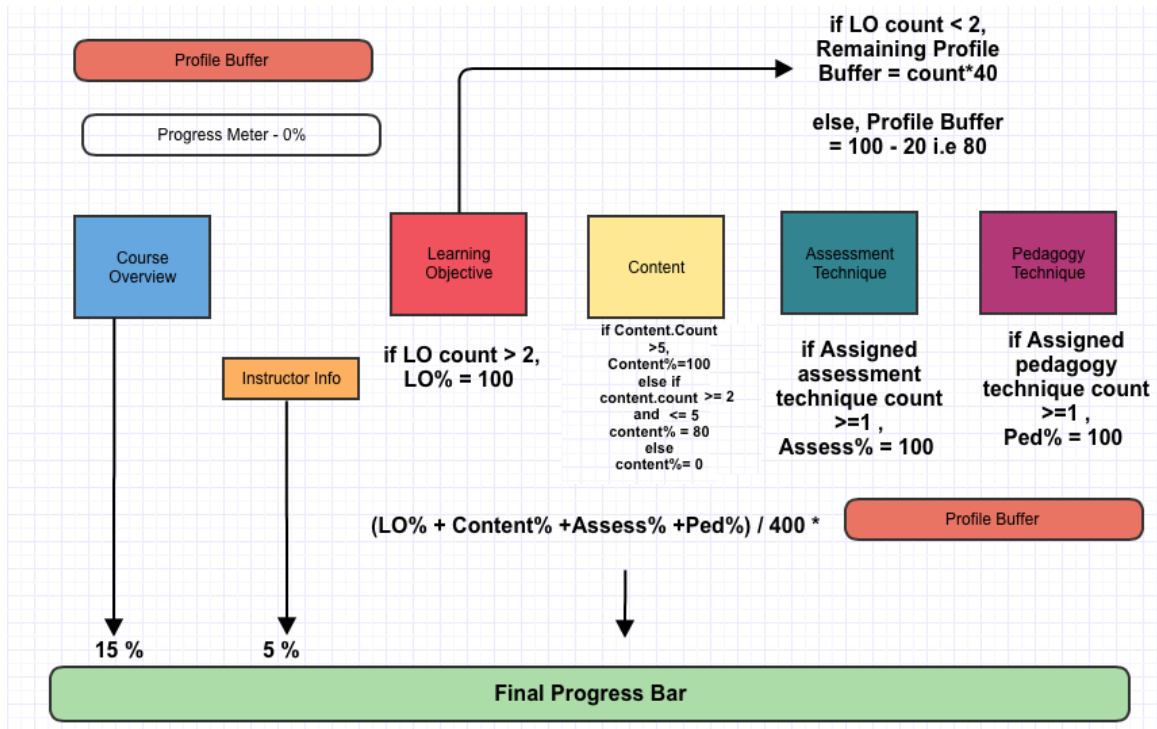 Profile Buffer
Progress Meter - 0%
if LO count < 2,
Remaining Profile
Buffer = count*40
else, Profile Buffer
= 100 - 20 i.e 80
Course
Overview
Instructor Info
Learning
Objective
if LO count > 2,
LO% = 100
Content
if Content.Count
>5,
Content%=100
else if
content.count >= 2
and <= 5
content% = 80
else
content%= 0
Assessment
Technique
if Assigned
assessment
technique count
>=1 ,
Assess% = 100
Pedagogy
Technique
if Assigned
pedagogy
technique count
>=1 ,
Ped% = 100
(LO% + Content% +Assess% +Ped%) / 400 *
Profile Buffer
15 %
5 %
Final Progress Bar